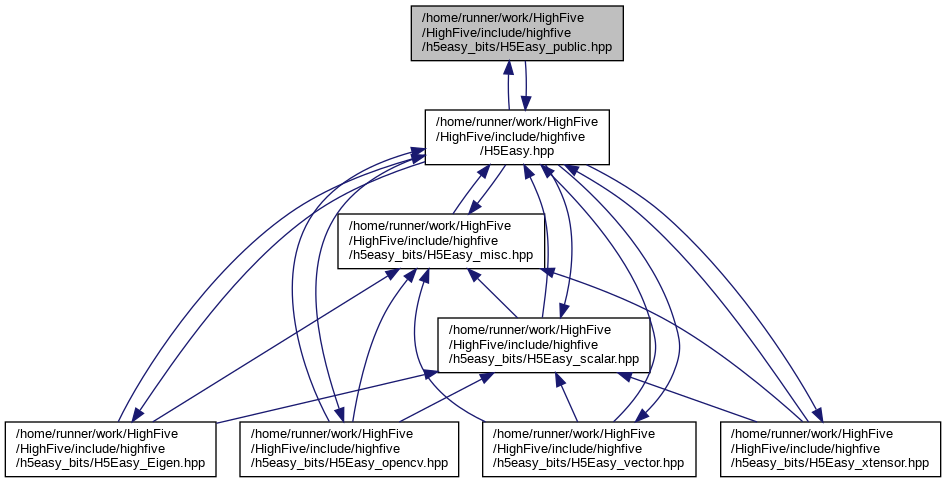 /home/runner/work/HighFive
/HighFive/include/highfive
/h5easy_bits/H5Easy_public.hpp
/home/runner/work/HighFive
/HighFive/include/highfive
/H5Easy.hpp
/home/runner/work/HighFive
/HighFive/include/highfive
/h5easy_bits/H5Easy_misc.hpp
/home/runner/work/HighFive
/HighFive/include/highfive
/h5easy_bits/H5Easy_scalar.hpp
/home/runner/work/HighFive
/HighFive/include/highfive
/h5easy_bits/H5Easy_Eigen.hpp
/home/runner/work/HighFive
/HighFive/include/highfive
/h5easy_bits/H5Easy_opencv.hpp
/home/runner/work/HighFive
/HighFive/include/highfive
/h5easy_bits/H5Easy_vector.hpp
/home/runner/work/HighFive
/HighFive/include/highfive
/h5easy_bits/H5Easy_xtensor.hpp